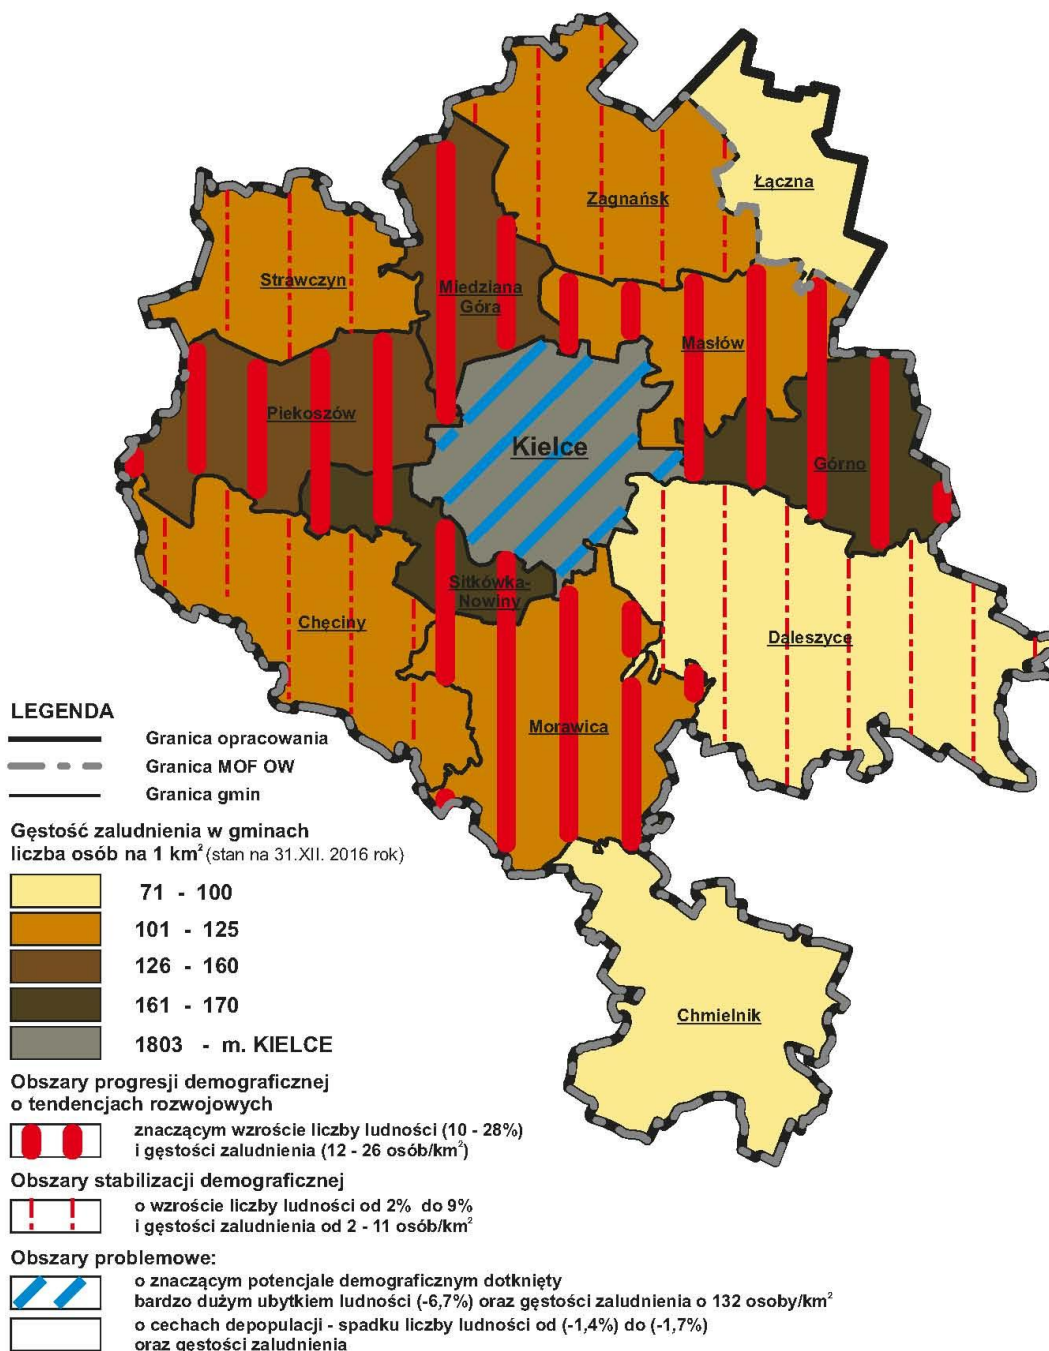 Łączna
Zagnańsk
Strawczyn
Miedziana
Góra
Masłów
Piekoszów
Kielce
Górno
Sitkówka-
Nowiny
Chęciny
Daleszyce
Morawica
Chmielnik
LEGENDA
Granica opracowania
Granica MOF OW
Granica gmin
Gęstość zaludnienia w gminach
liczba osób na 1 km² (stan na 31.XII. 2016 rok)
71 - 100
101 - 125
126 - 160
161 - 170
1803 - m. KIELCE
Obszary progresji demograficznej
o tendencjach rozwojowych
znaczącym wzroście liczby ludności (10 - 28%)
i gęstości zaludnienia (12 - 26 osób/km²)
Obszary stabilizacji demograficznej
o wzroście liczby ludności od 2% do 9%
i gęstości zaludnienia od 2 - 11 osób/km²
Obszary problemowe:
o znaczącym potencjale demograficznym dotknięty
bardzo dużym ubytkiem ludności (-6,7%) oraz gęstości zaludnienia o 132 osoby/km²
o cechach depopulacji - spadku liczby ludności od (-1,4%) do (-1,7%)
oraz gęstości zaludnienia